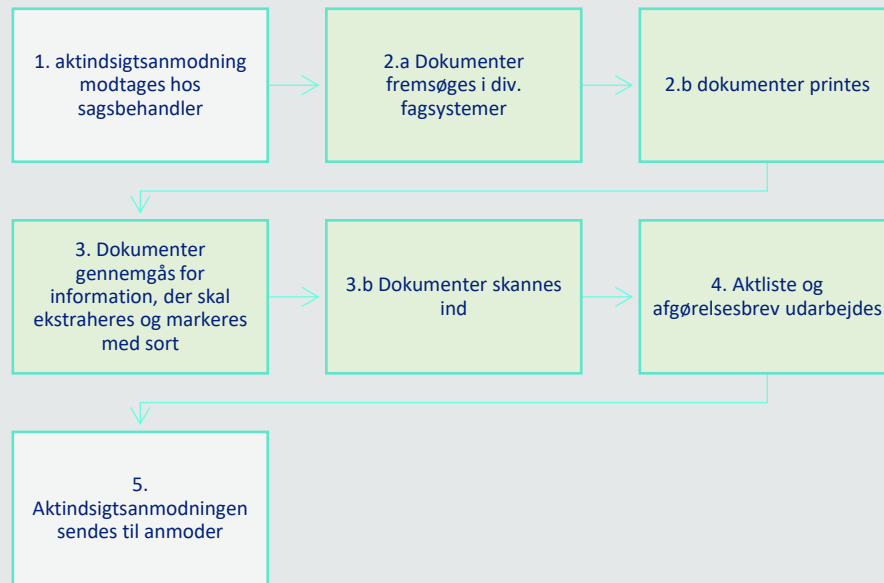 1. aktindsigtsanmodning
modtages hos
sagsbehandler
2.a Dokumenter
fremsøges i div.
fagsystemer
2.b dokumenter printes
3. Dokumenter
gennemgås for
information, der skal
ekstraheres og markeres
med sort
3.b Dokumenter skannes
ind
4. Aktliste og
afgørelsesbrev udarbejdes
5.
Aktindsigtsanmodningen
sendes til anmoder